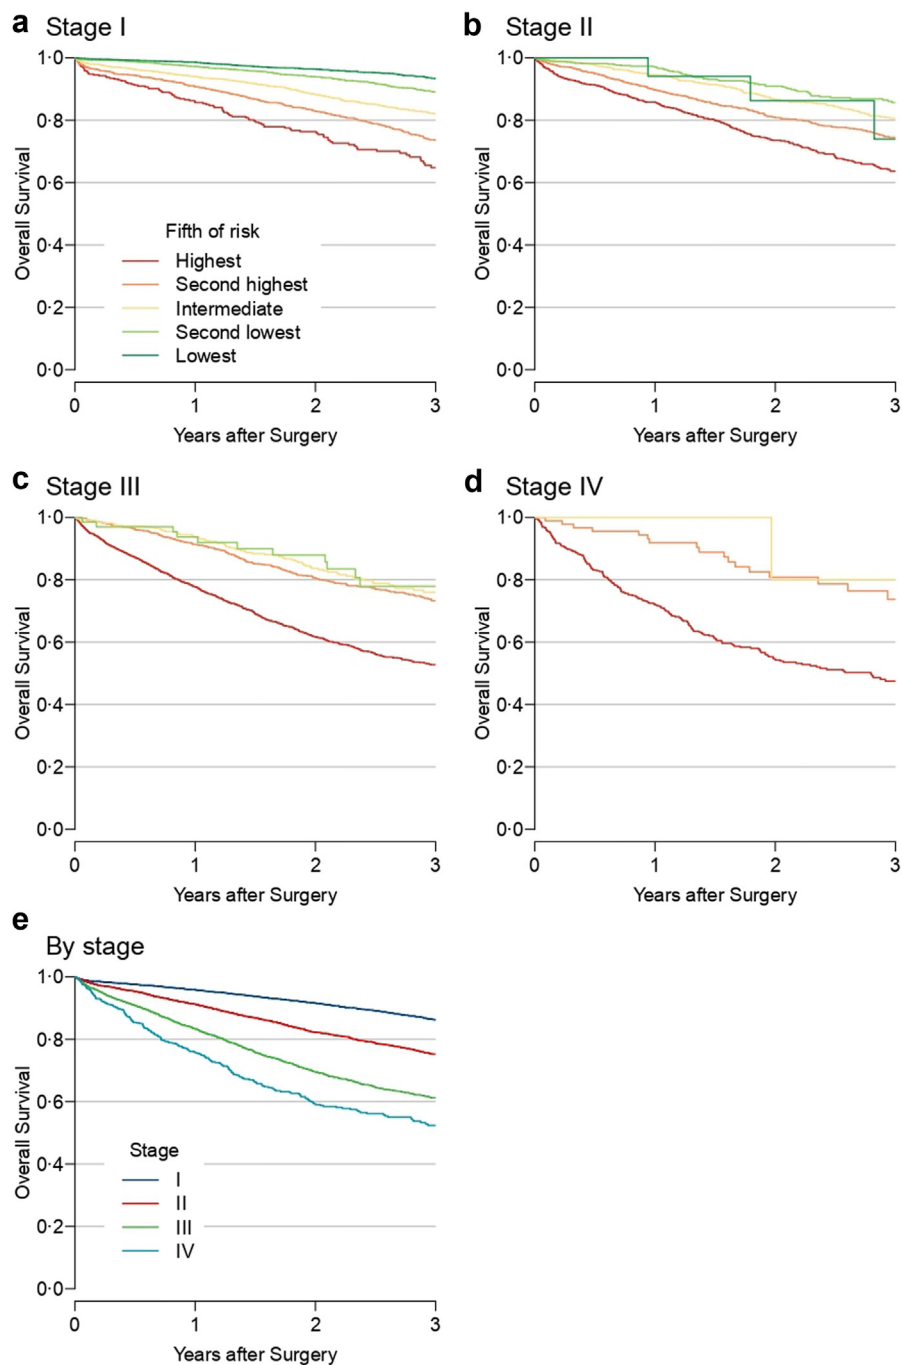 a Stage I
1·0
0·8
0·6
0·4
0·2
0·0
Overall Survival
Fifth of risk
Highest
Second highest
Intermediate
Second lowest
Lowest
0 1 2 3
Years after Surgery
b Stage II
1·0
0·8
0·6
0·4
0·2
0·0
Overall Survival
0 1 2 3
Years after Surgery
c Stage III
1·0
0·8
0·6
0·4
0·2
0·0
Overall Survival
0 1 2 3
Years after Surgery
d Stage IV
1·0
0·8
0·6
0·4
0·2
0·0
Overall Survival
0 1 2 3
Years after Surgery
e
By stage
1·0
0·8
0·6
0·4
0·2
0·0
Overall Survival
Stage
I
II
III
IV
0 1 2 3
Years after Surgery